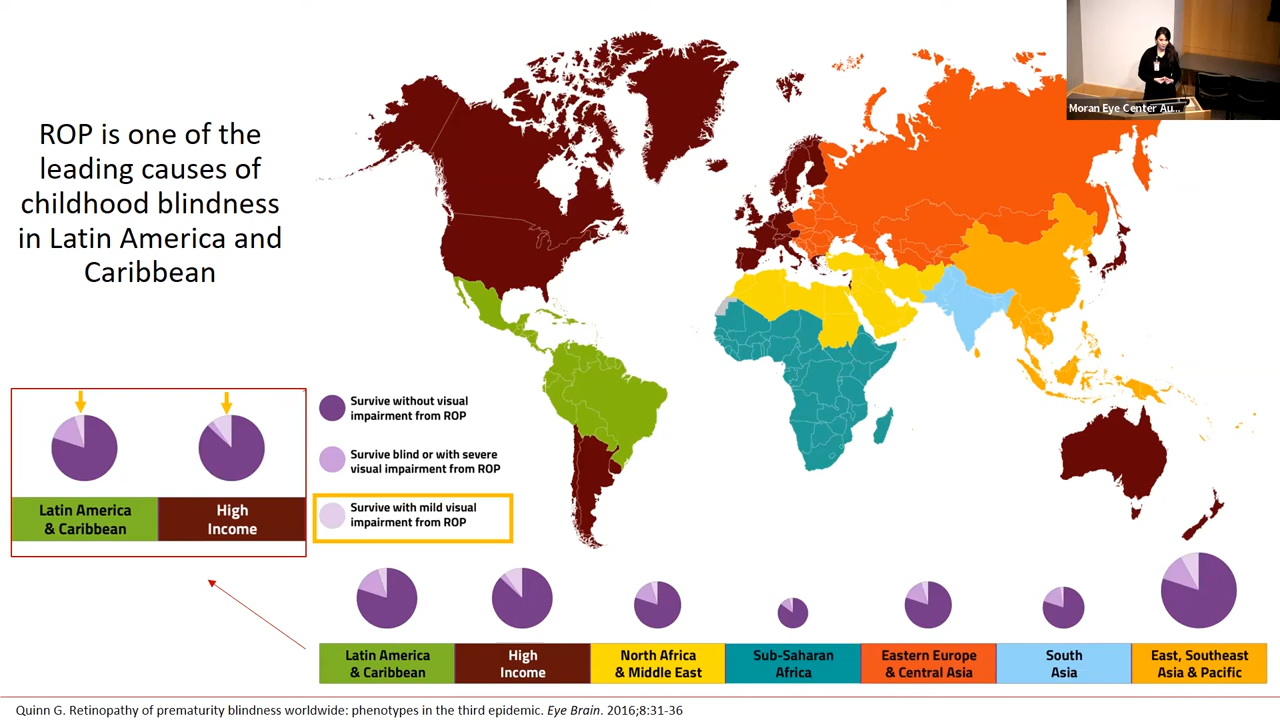 ROP is one of the
leading causes of
childhood blindness
in Latin America and
Caribbean
Moran Eye Center Au...
Survive without visual
impairment from ROP
Survive blind or with severe
visual impairment from ROP
Survive with mild visual
impairment from ROP
Latin America
& Caribbean
High
Income
Latin America
& Caribbean
High
Income
North Africa
& Middle East
Sub-Saharan
Africa
Eastern Europe
& Central Asia
South
Asia
East, Southeast
Asia & Pacific
Quinn G. Retinopathy of prematurity blindness worldwide: phenotypes in the third epidemic. Eye Brain. 2016;8:31-36